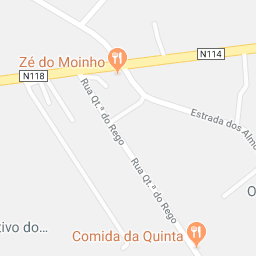 Zé do Moinho
N114
N118
Rua Qt.ª do Rego
Estrada dos Almo
Rua Qt.ª do Rego
O
tivo do...
Comida da Quinta